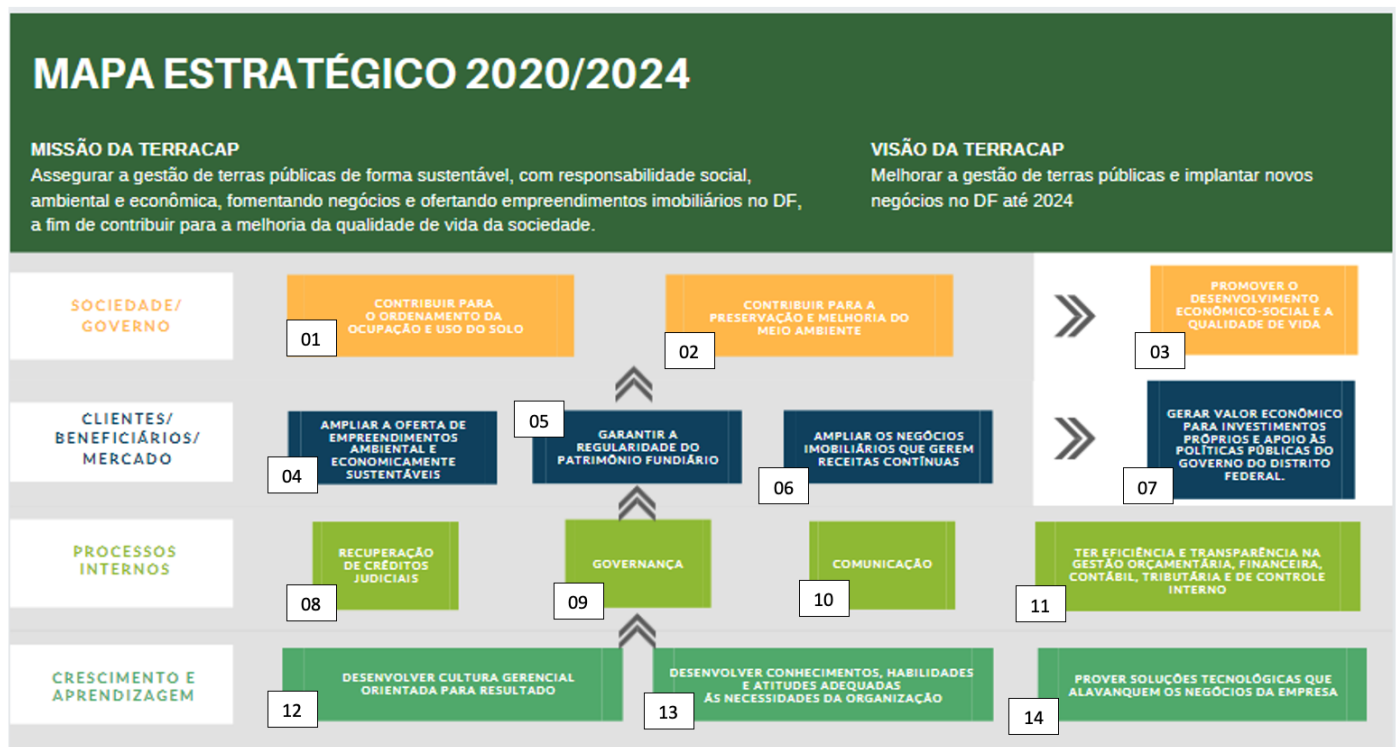 MAPA ESTRATÉGICO 2020/2024
MISSÃO DA TERRACAP
Assegurar a gestão de terras públicas de forma sustentável, com responsabilidade social,
ambiental e econômica, fomentando negócios e ofertando empreendimentos imobiliários no DF,
a fim de contribuir para a melhoria da qualidade de vida da sociedade.
VISÃO DA TERRACAP
Melhorar a gestão de terras públicas e implantar novos
negócios no DF até 2024
SOCIEDADE/
GOVERNO
CONTRIBUIR PARA
O ORDENAMENTO DA
OCUPAÇÃO E USO DO SOLO
01
CONTRIBUIR PARA A
PRESERVAÇÃO E MELHORIA DO
MEIO AMBIENTE
02
PROMOVER O
DESENVOLVIMENTO
ECONÔMICO-SOCIAL E A
QUALIDADE DE VIDA
03
CLIENTES/
BENEFICIÁRIOS/
MERCADO
AMPLIAR A OFERTA DE
EMPREENDIMENTOS
AMBIENTAL E
ECONOMICAMENTE
SUSTENTÁVEIS
04
05
GARANTIR A
REGULARIDADE DO
PATRIMÔNIO FUNDIÁRIO
AMPLIAR OS NEGÓCIOS
IMOBILIÁRIOS QUE GEREM
RECEITAS CONTÍNUAS
06
GERAR VALOR ECONÔMICO
PARA INVESTIMENTOS
PRÓPRIOS E APOIO ÀS
POLÍTICAS PÚBLICAS DO
GOVERNO DO DISTRITO
FEDERAL.
07
PROCESSOS
INTERNOS
RECUPERAÇÃO
DE CRÉDITOS
JUDICIAIS
08
GOVERNANÇA
09
COMUNICAÇÃO
10
TER EFICIÊNCIA E TRANSPARÊNCIA NA
GESTÃO ORÇAMENTÁRIA, FINANCEIRA,
CONTÁBIL, TRIBUTÁRIA E DE CONTROLE
INTERNO
11
CRESCIMENTO E
APRENDIZAGEM
DESENVOLVER CULTURA GERENCIAL
ORIENTADA PARA RESULTADO
12
DESENVOLVER CONHECIMENTOS, HABILIDADES
E ATITUDES ADEQUADAS
ÀS NECESSIDADES DA ORGANIZAÇÃO
13
PROVER SOLUÇÕES TECNOLÓGICAS QUE
ALAVANQUEM OS NEGÓCIOS DA EMPRESA
14